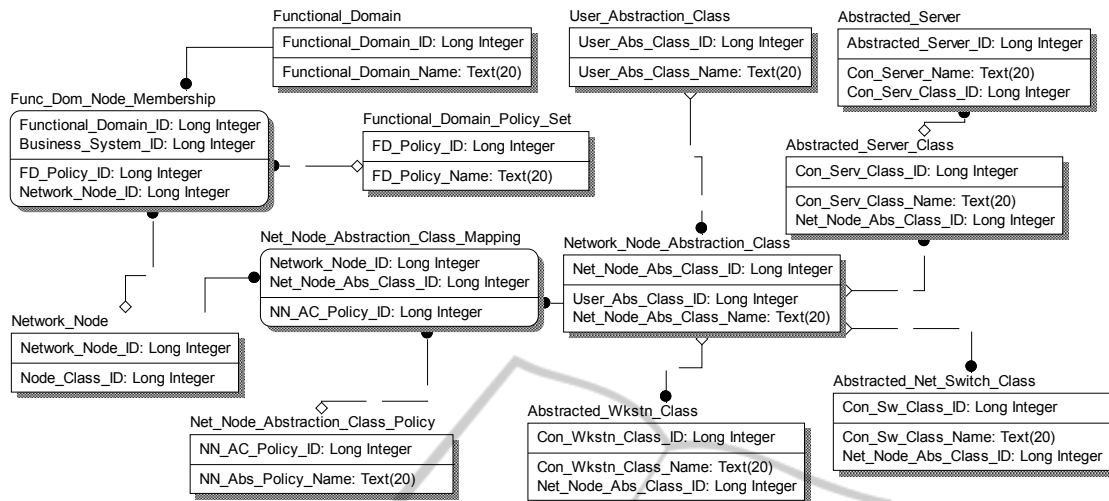 Functional_Domain
Functional_Domain_ID: Long Integer
Functional_Domain_Name: Text(20)
User_Abstraction_Class
User_Abs_Class_ID: Long Integer
User_Abs_Class_Name: Text(20)
Abstracted_Server
Abstracted_Server_ID: Long Integer
Con_Server_Name: Text(20)
Con_Serv_Class_ID: Long Integer
Func_Dom_Node_Membership
Functional_Domain_ID: Long Integer
Business_System_ID: Long Integer
FD_Policy_ID: Long Integer
Network_Node_ID: Long Integer
Functional_Domain_Policy_Set
FD_Policy_ID: Long Integer
FD_Policy_Name: Text(20)
Abstracted_Server_Class
Con_Serv_Class_ID: Long Integer
Con_Serv_Class_Name: Text(20)
Net_Node_Abs_Class_ID: Long Integer
Net_Node_Abstraction_Class_Mapping
Network_Node_ID: Long Integer
Net_Node_Abs_Class_ID: Long Integer
NN_AC_Policy_ID: Long Integer
Network_Node_Abstraction_Class
Net_Node_Abs_Class_ID: Long Integer
User_Abs_Class_ID: Long Integer
Net_Node_Abs_Class_Name: Text(20)
Network_Node
Network_Node_ID: Long Integer
Node_Class_ID: Long Integer
Net_Node_Abstraction_Class_Policy
NN_AC_Policy_ID: Long Integer
NN_Abs_Policy_Name: Text(20)
Abstracted_Wkstn_Class
Con_Wkstn_Class_ID: Long Integer
Con_Wkstn_Class_Name: Text(20)
Net_Node_Abs_Class_ID: Long Integer
Abstracted_Net_Switch_Class
Con_Sw_Class_ID: Long Integer
Con_Sw_Class_Name: Text(20)
Net_Node_Abs_Class_ID: Long Integer